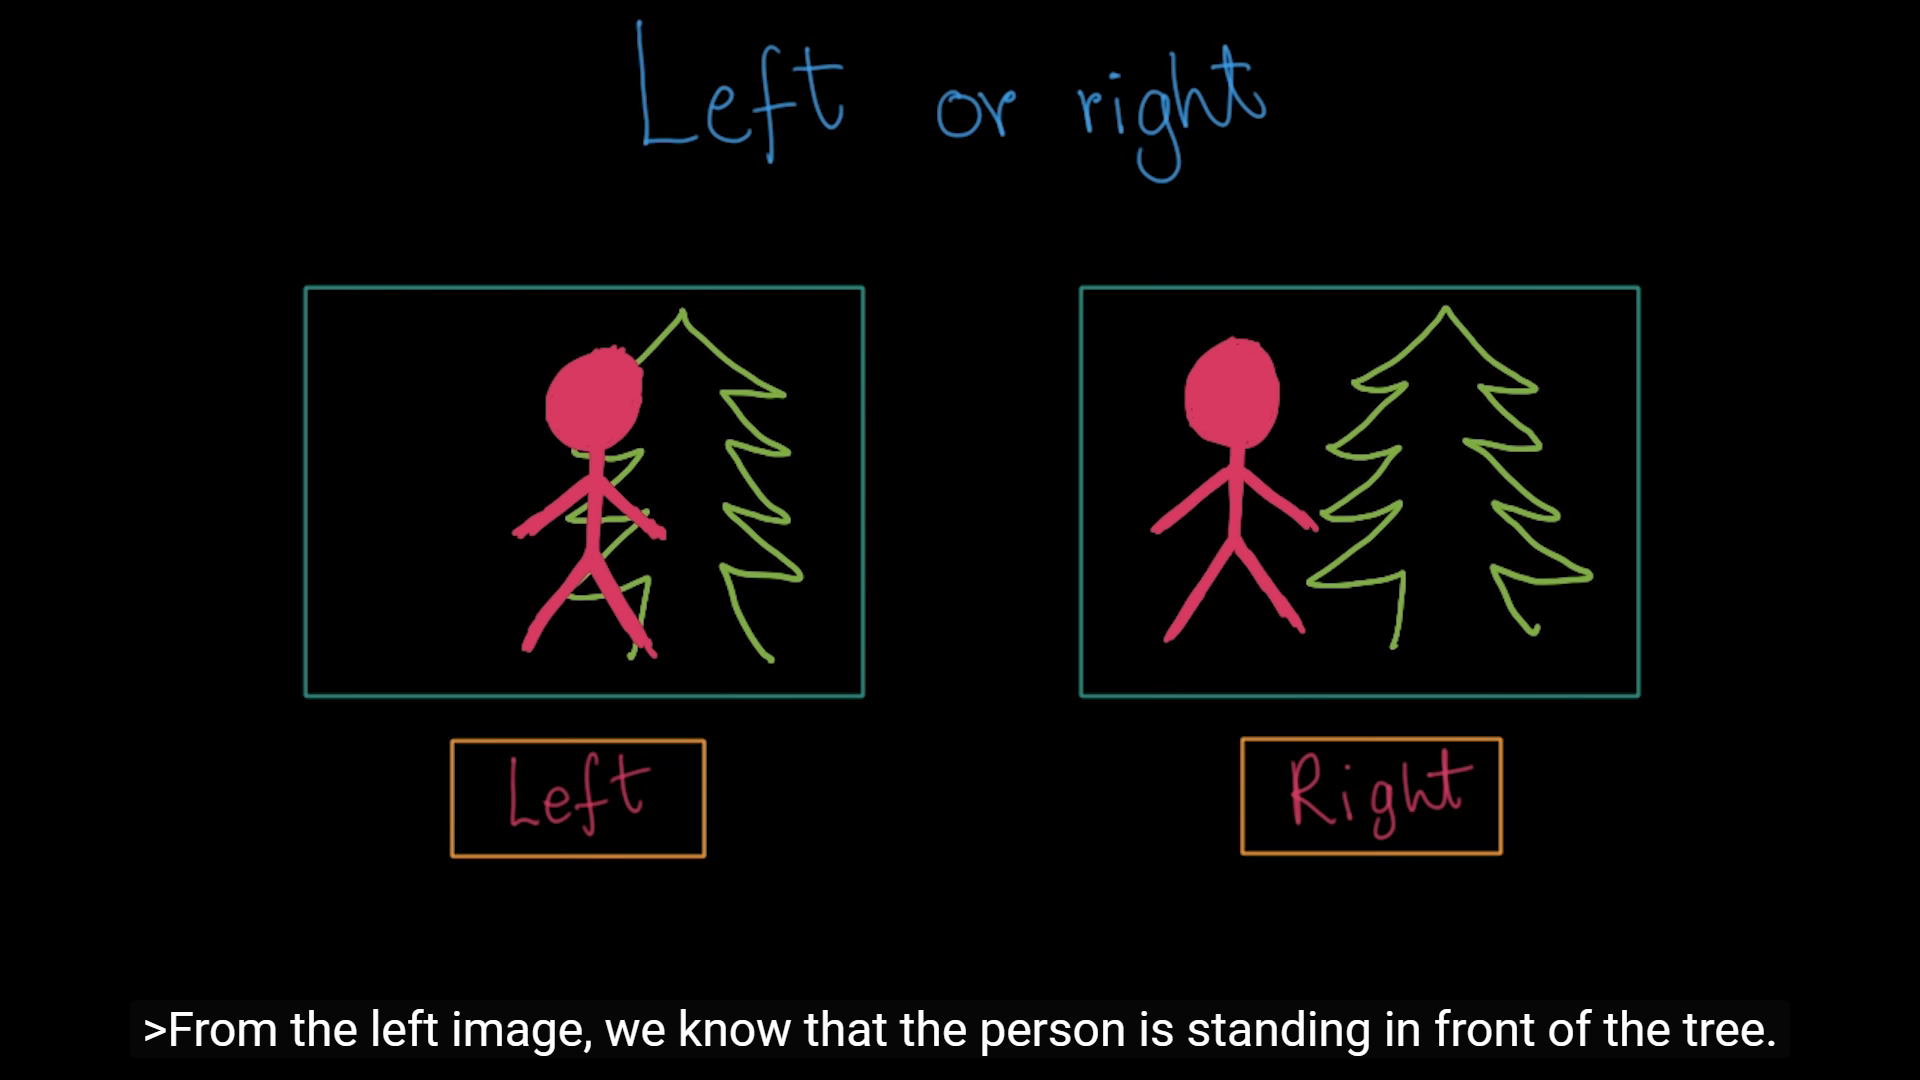 Left or right
Left
Right
>From the left image, we know that the person is standing in front of the tree.